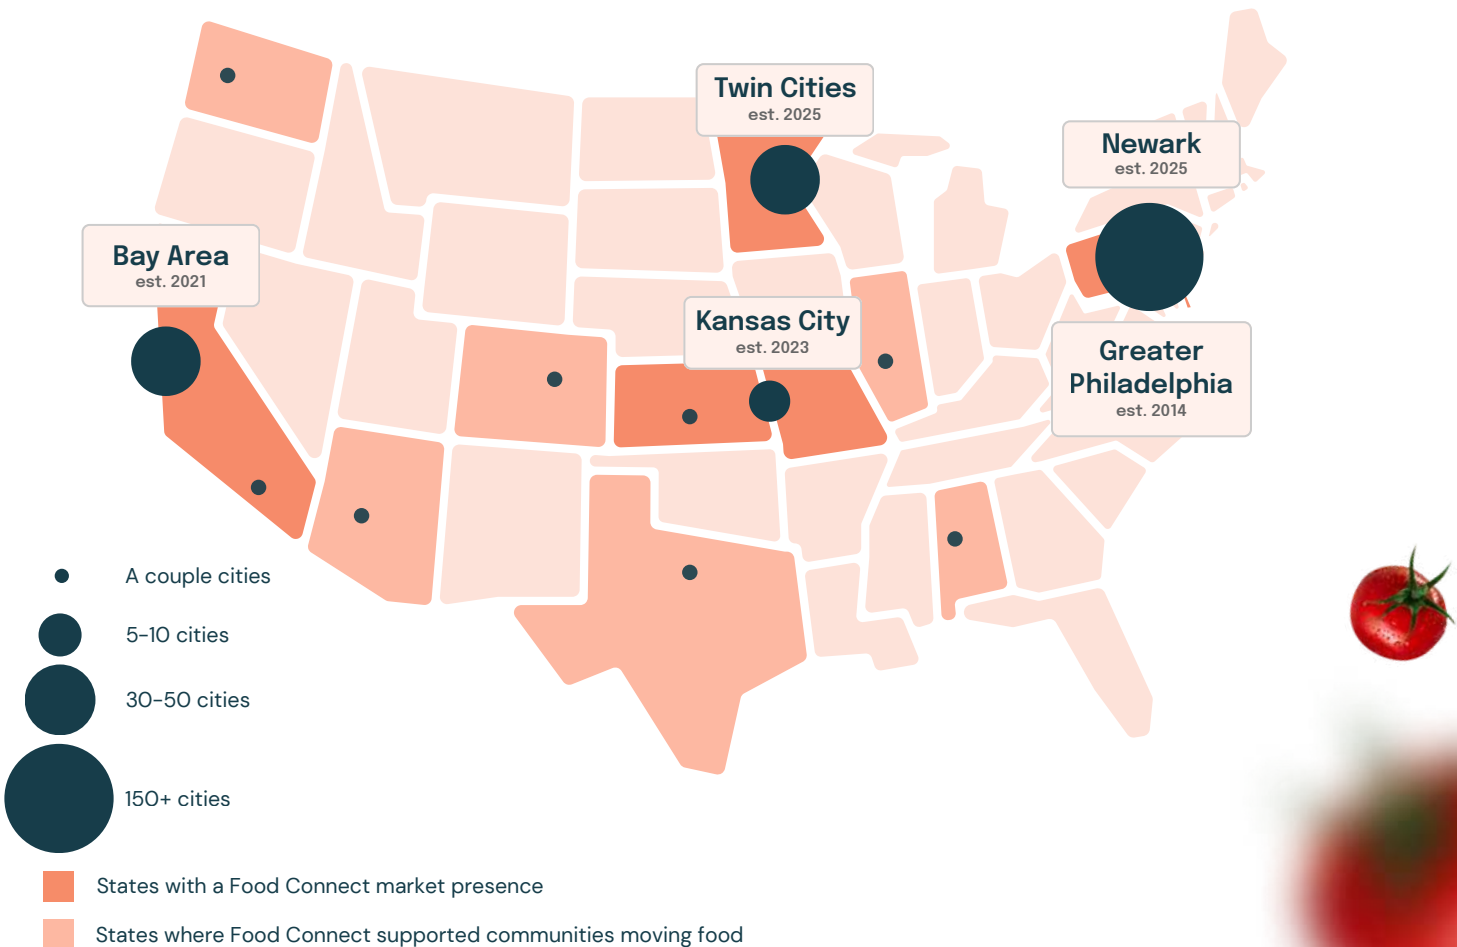 Twin Cities
est. 2025
Newark
est. 2025
Bay Area
est. 2021
Kansas City
est. 2023
Greater
Philadelphia
est. 2014
A couple cities
5-10 cities
30-50 cities
150+ cities
States with a Food Connect market presence
States where Food Connect supported communities moving food